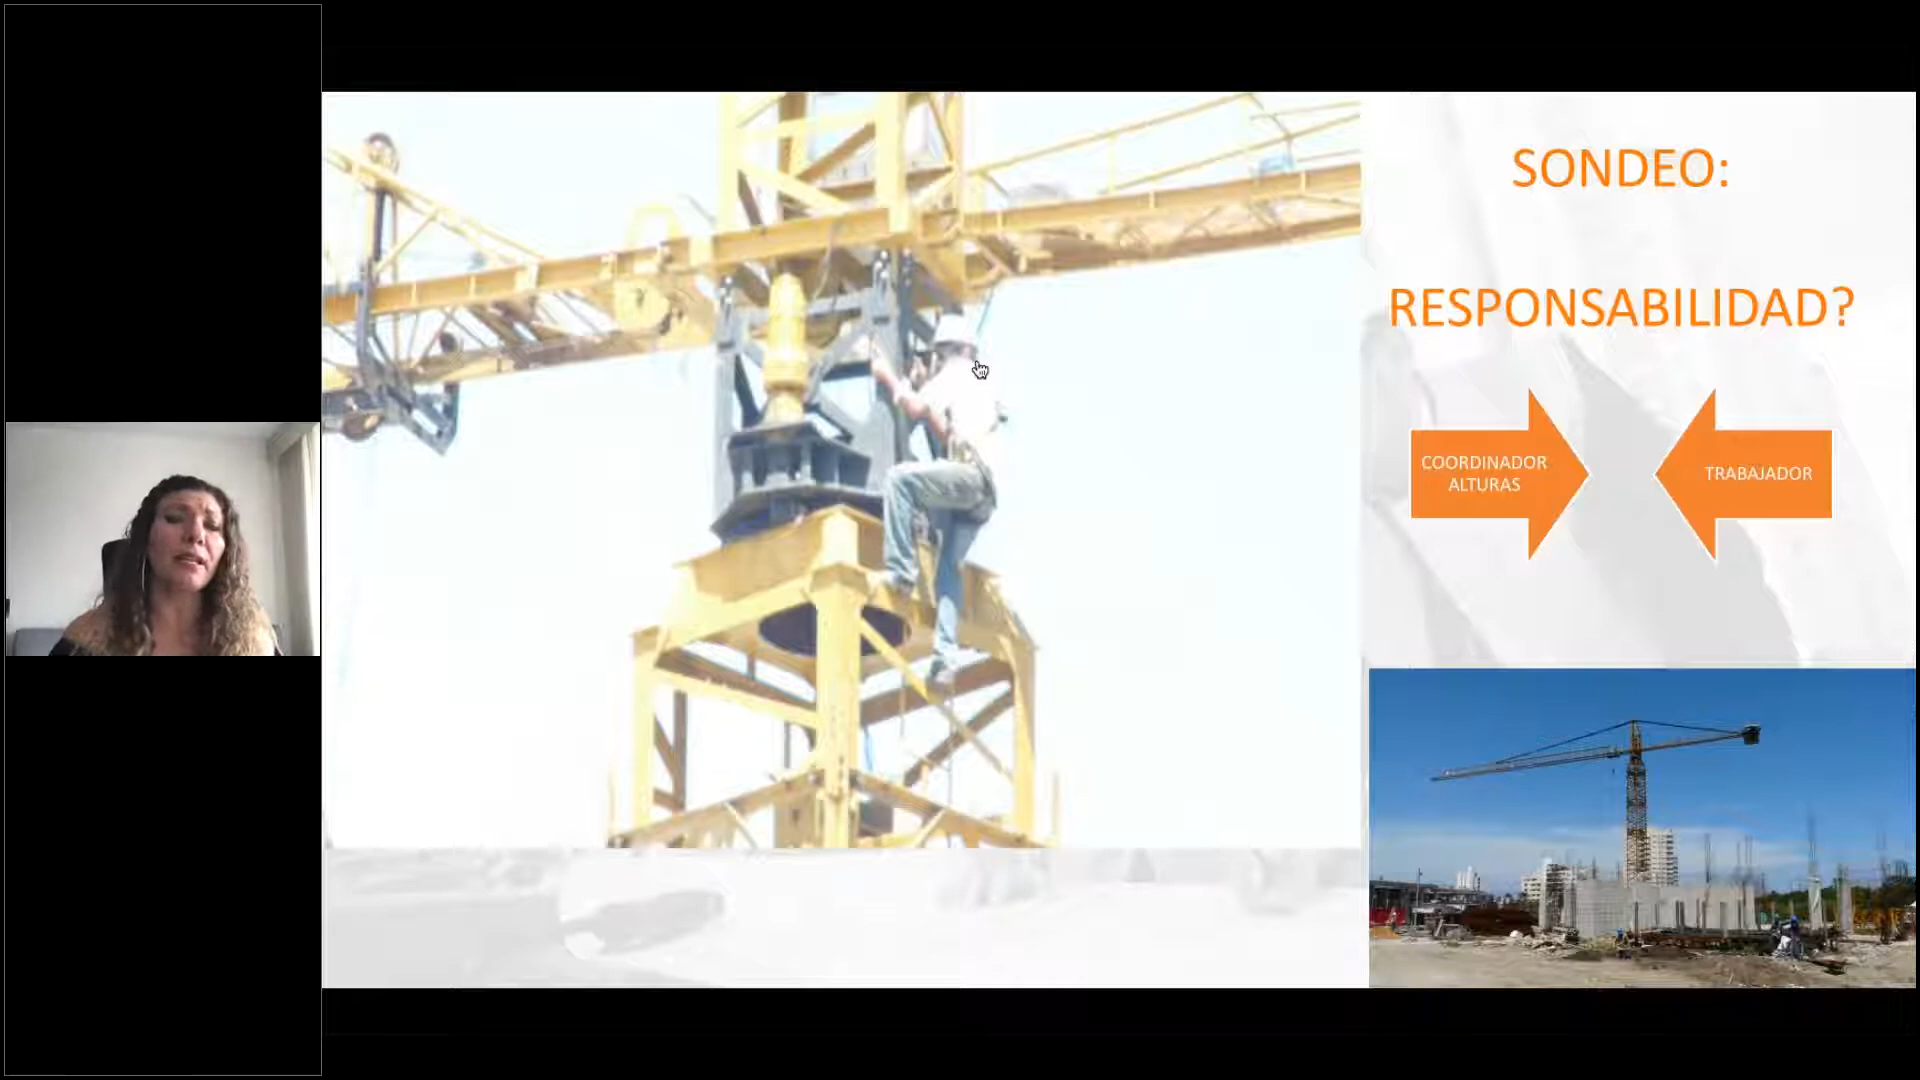 SONDEO:
RESPONSABILIDAD?
COORDINADOR
ALTURAS
TRABAJADOR